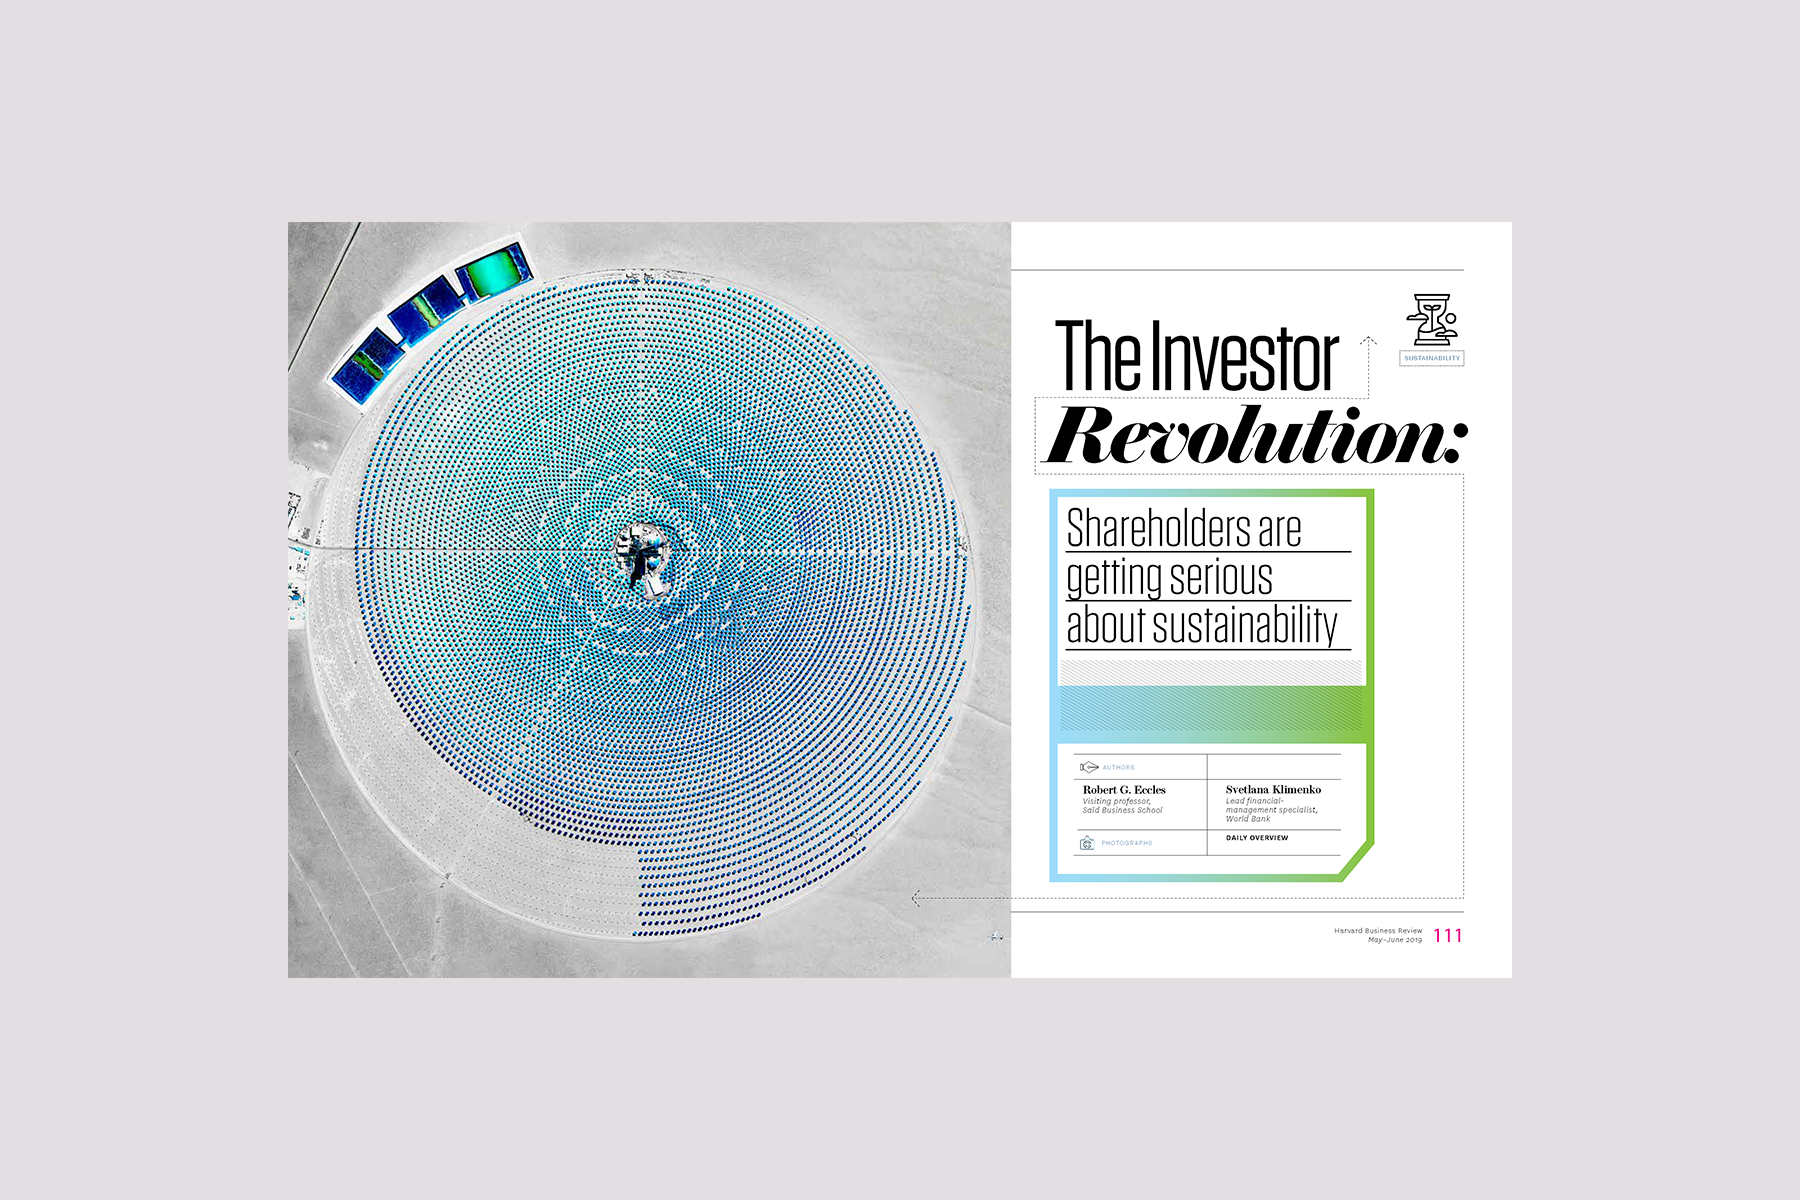 The Investor
Revolution:
SUSTAINABILITY
Shareholders are
getting serious
about sustainability
AUTHORS
Robert G. Eccles
Visiting professor,
Saïd Business School
Svetlana Klimenko
Lead financial-
management specialist,
World Bank
PHOTOGRAPHS
DAILY OVERVIEW
Harvard Business Review
May–June 2019
111